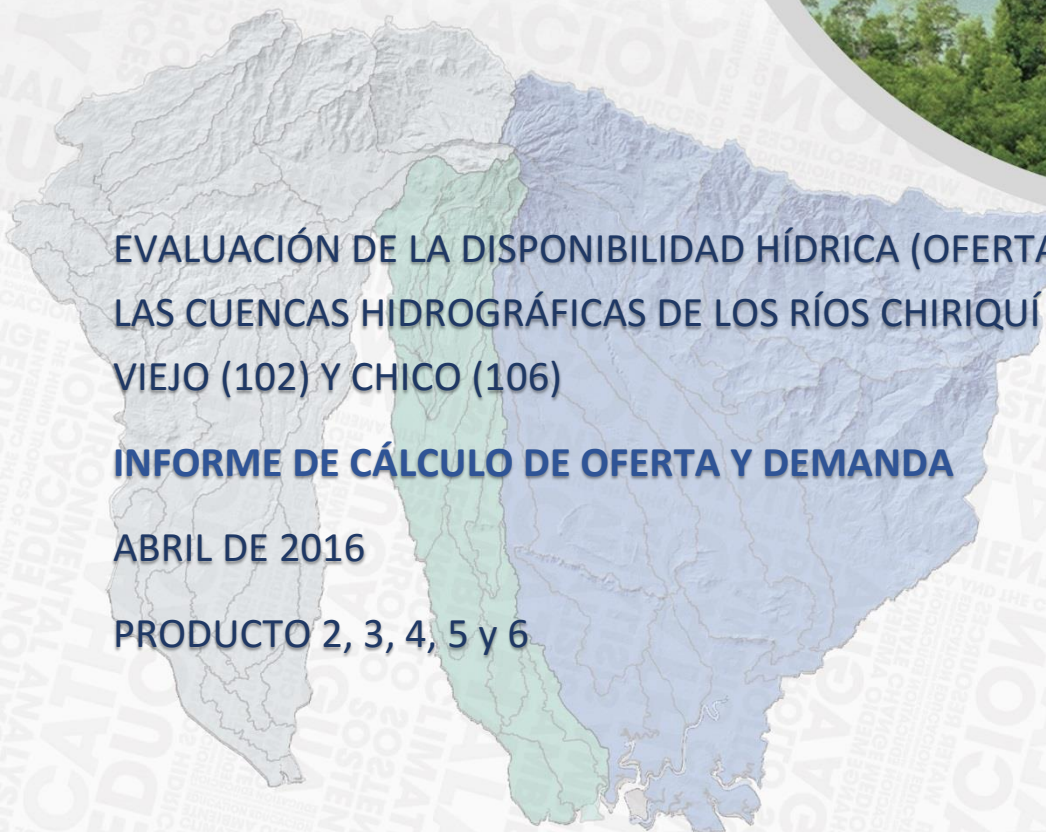 EVALUACIÓN DE LA DISPONIBILIDAD HÍDRICA (OFERTA
LAS CUENCAS HIDROGRÁFICAS DE LOS RÍOS CHIRIQUÍ
VIEJO (102) Y CHICO (106)
INFORME DE CÁLCULO DE OFERTA Y DEMANDA
ABRIL DE 2016
PRODUCTO 2, 3, 4, 5 y 6